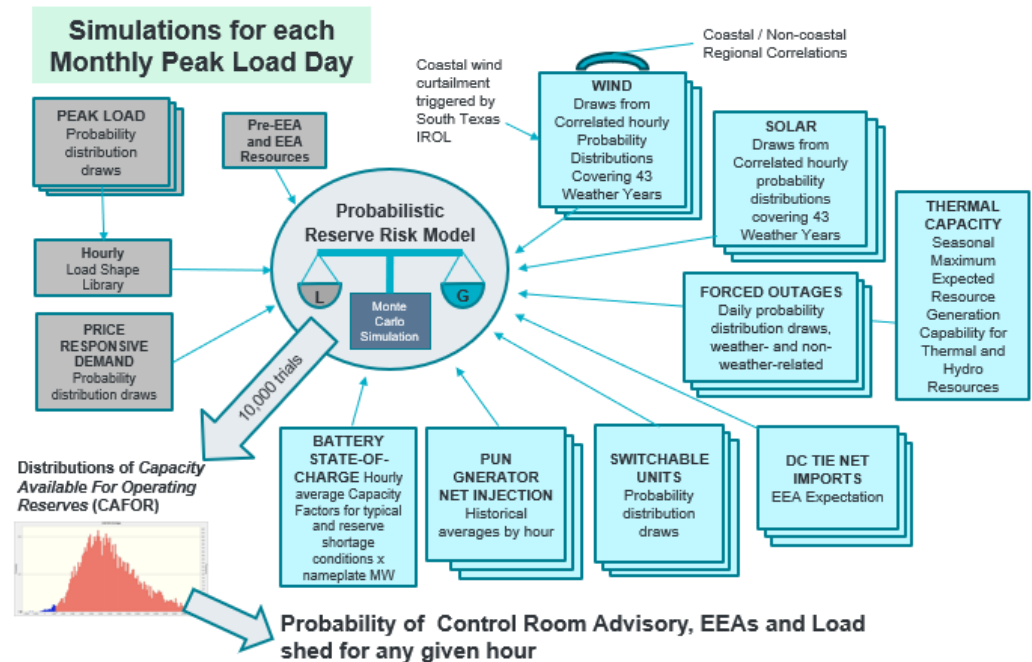 Simulations for each
Monthly Peak Load Day
Coastal / Non-coastal
Regional Correlations
Coastal wind
curtailment
triggered by
South Texas
IROL
WIND
Draws from
Correlated hourly
Probability
Distributions
Covering 43
Weather Years
PEAK LOAD
Probability
distribution
draws
Pre-EEA
and EEA
Resources
SOLAR
Draws from
Correlated hourly
probability
distributions
covering 43
Weather Years
THERMAL
CAPACITY
Seasonal
Maximum
Expected
Resource
Generation
Capability for
Thermal and
Hydro
Resources
Probabilistic
Reserve Risk Model
L
G
Monte
Carlo
Simulation
Hourly
Load Shape
Library
FORCED OUTAGES
Daily probability
distribution draws,
weather- and non-
weather-related
PRICE
RESPONSIVE
DEMAND
Probability
distribution draws
10,000 trials
BATTERY
STATE-OF-
CHARGE Hourly
average Capacity
Factors for typical
and reserve
shortage
conditions x
nameplate MW
PUN
GNERATOR
NET INJECTION
Historical
averages by hour
SWITCHABLE
UNITS
Probability
distribution
draws
DC TIE NET
IMPORTS
EEA Expectation
Distributions of Capacity
Available For Operating
Reserves (CAFOR)
Probability of Control Room Advisory, EEAs and Load
shed for any given hour